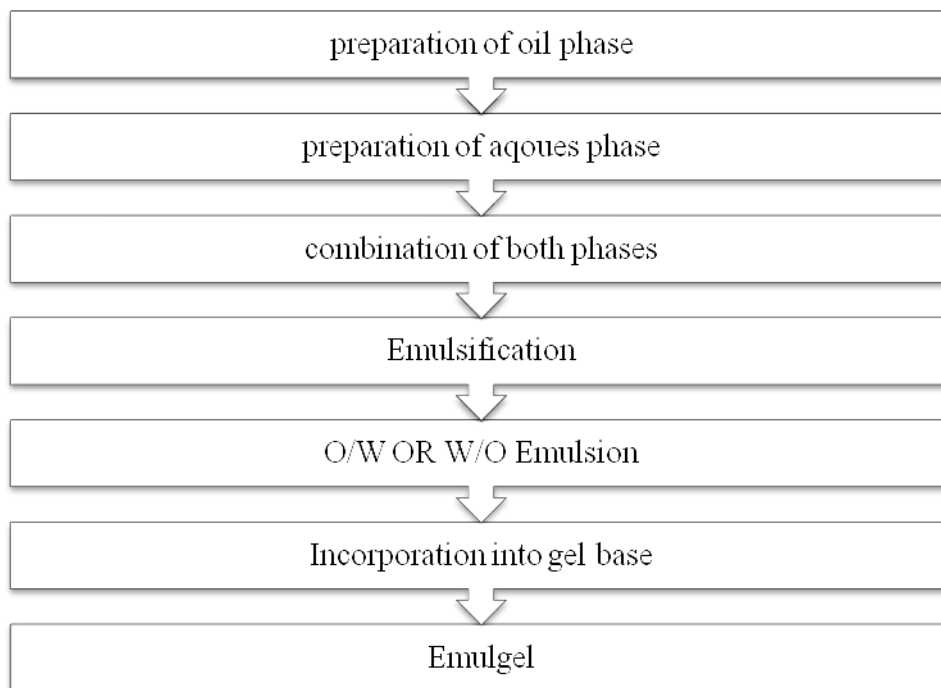 preparation of oil phase
preparation of aqoues phase
combination of both phases
Emulsification
O/W OR W/O Emulsion
Incorporation into gel base
Emulgel